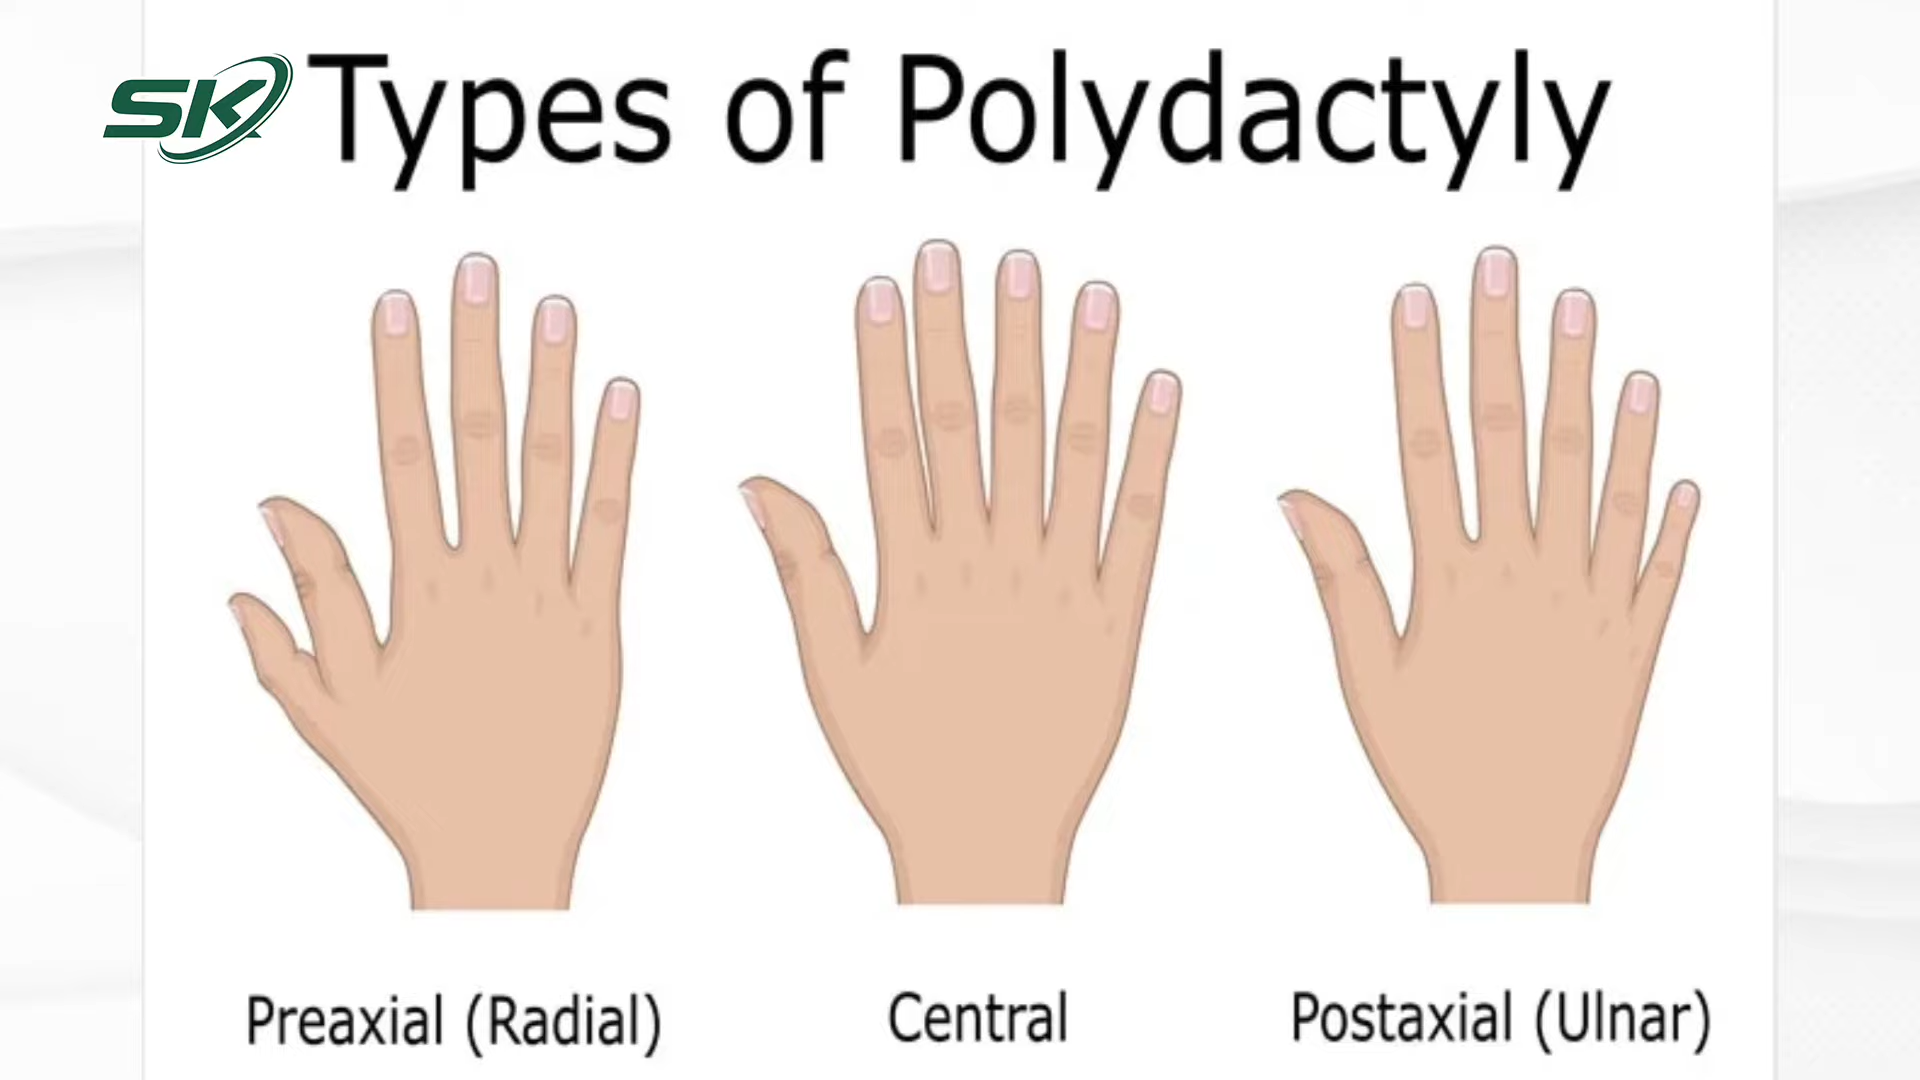 SK
Types of Polydactyly
Preaxial (Radial)
Central
Postaxial (Ulnar)